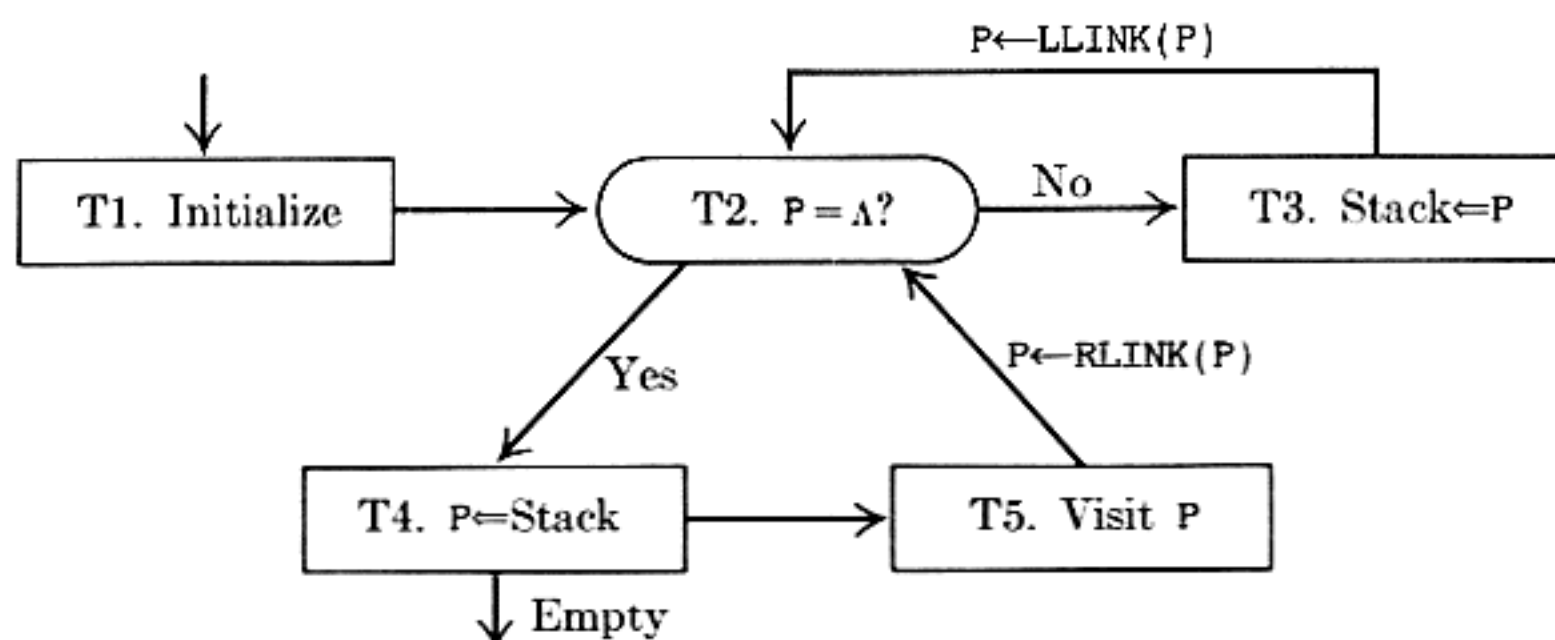 P←LLINK(P)
T1. Initialize
T2. P=Λ?
No
T3. Stack⇐P
Yes
P←RLINK(P)
T4. P⇐Stack
T5. Visit P
Empty